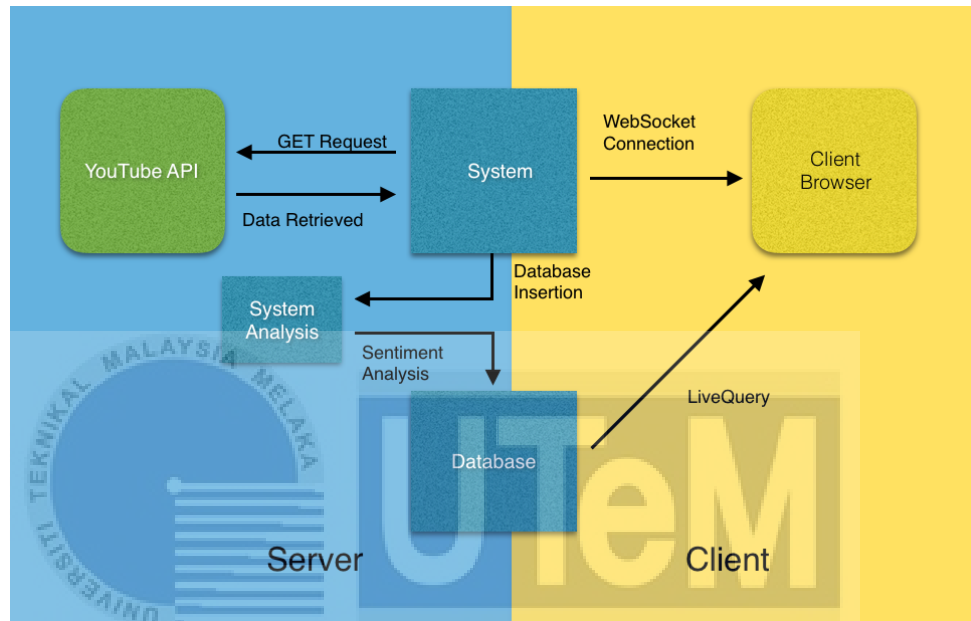 GET Request
YouTube API
Data Retrieved
System
WebSocket
Connection
Client
Browser
Database
Insertion
System
Analysis
Sentiment
Analysis
Database
LiveQuery
Server
Client
UNIVERSITI TEKNIKAL MALAYSIA MELAKA
UTeM